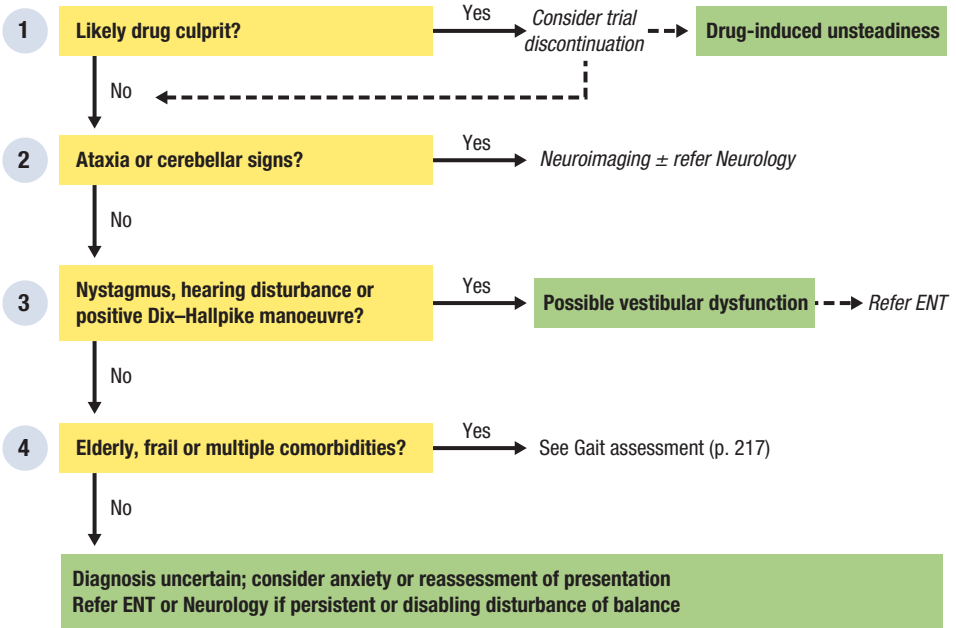 1
Likely drug culprit?
Yes
Consider trial
discontinuation
Drug-induced unsteadiness
No
2
Ataxia or cerebellar signs?
Yes
Neuroimaging ± refer Neurology
No
3
Nystagmus, hearing disturbance or
positive Dix–Hallpike manoeuvre?
Yes
Possible vestibular dysfunction
Refer ENT
No
4
Elderly, frail or multiple comorbidities?
Yes
See Gait assessment (p. 217)
No
Diagnosis uncertain; consider anxiety or reassessment of presentation
Refer ENT or Neurology if persistent or disabling disturbance of balance